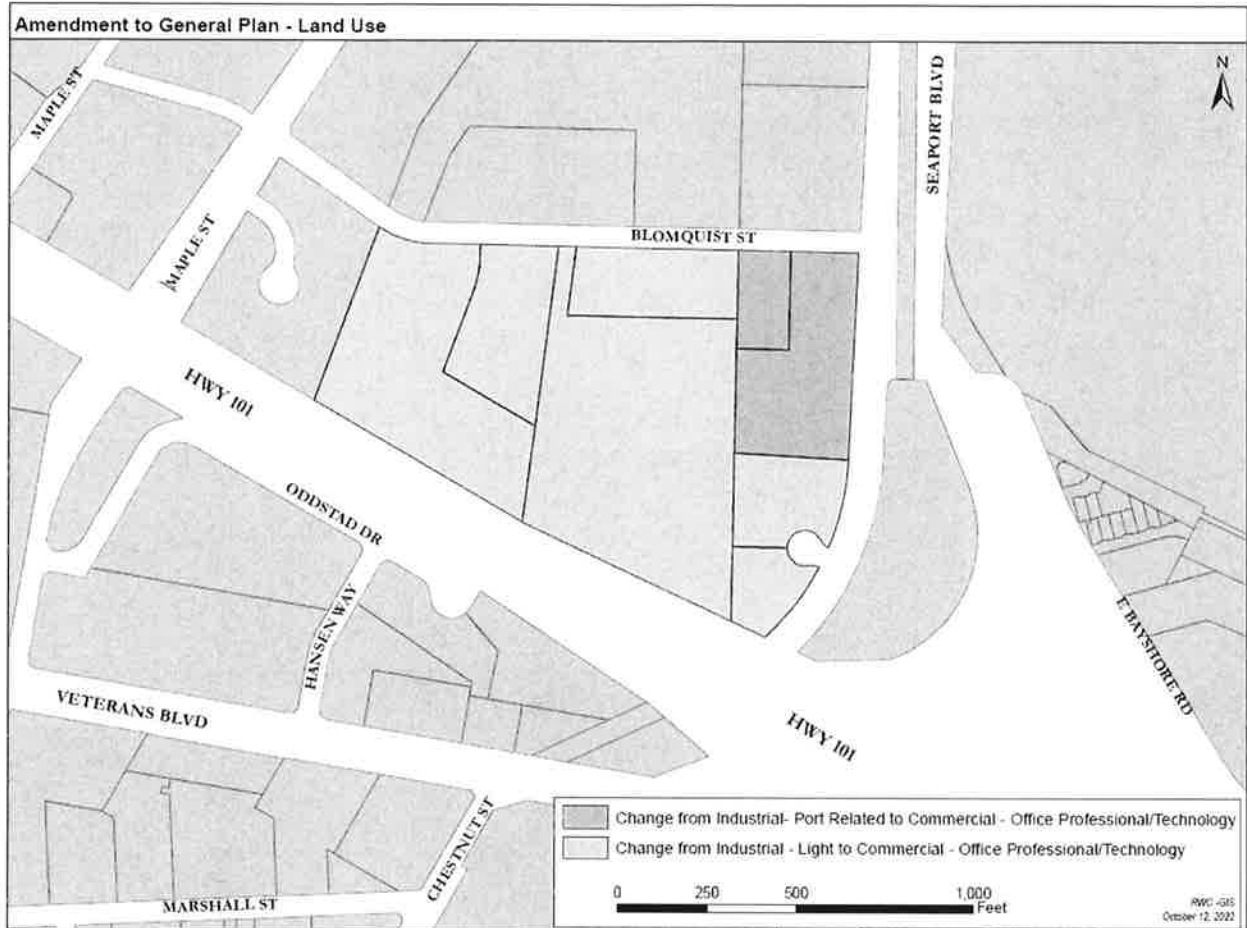 Amendment to General Plan - Land Use
N
MAPLE ST
SEAPORT BLVD
MAPLE ST
BLOMQUIST ST
HWY 101
ODDSTAD DR
HANSEN WAY
E BAYSHORE RD
VETERANS BLVD
HWY 101
CHESTNUT ST
MARSHALL ST
Change from Industrial- Port Related to Commercial - Office Professional/Technology
Change from Industrial - Light to Commercial - Office Professional/Technology
0 250 500 1,000
Feet
RWC -GIS
October 12, 2022